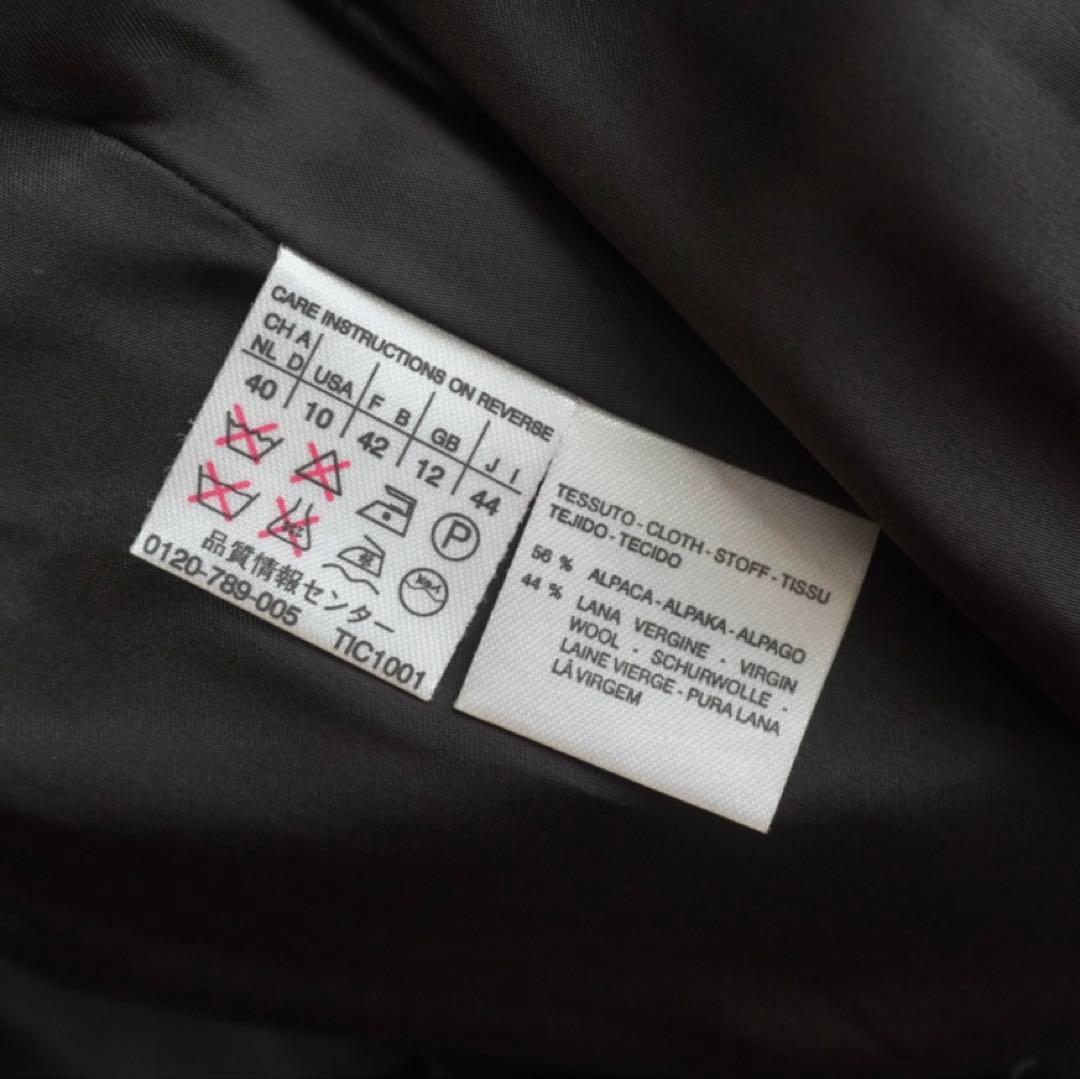 CARE INSTRUCTIONS ON REVERSE
CH A
NL D USA F B GB J I
40 10 42 12 44
P
品質情報センター
0120-789-005 TIC1001
TESSUTO - CLOTH - STOFF - TISSU
TEJIDO - TECIDO
56 % ALPACA - ALPAKA - ALPAGO
44 % LANA VERGINE - VIRGIN
WOOL - SCHURWOLLE -
LAINE VIERGE - PURA LANA
LÃ VIRGEM